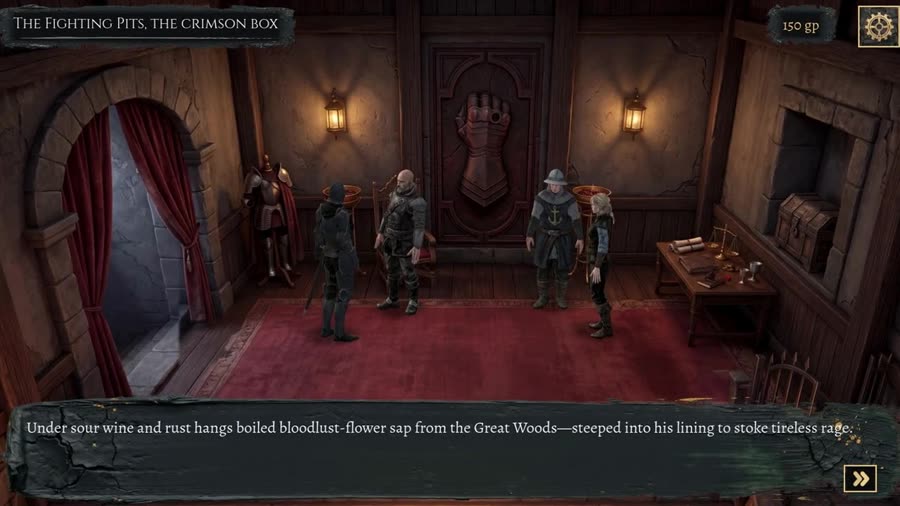 The Fighting Pits, the crimson box
150 gp
Under sour wine and rust hangs boiled bloodlust-flower sap from the Great Woods—steeped into his lining to stoke tireless rage.